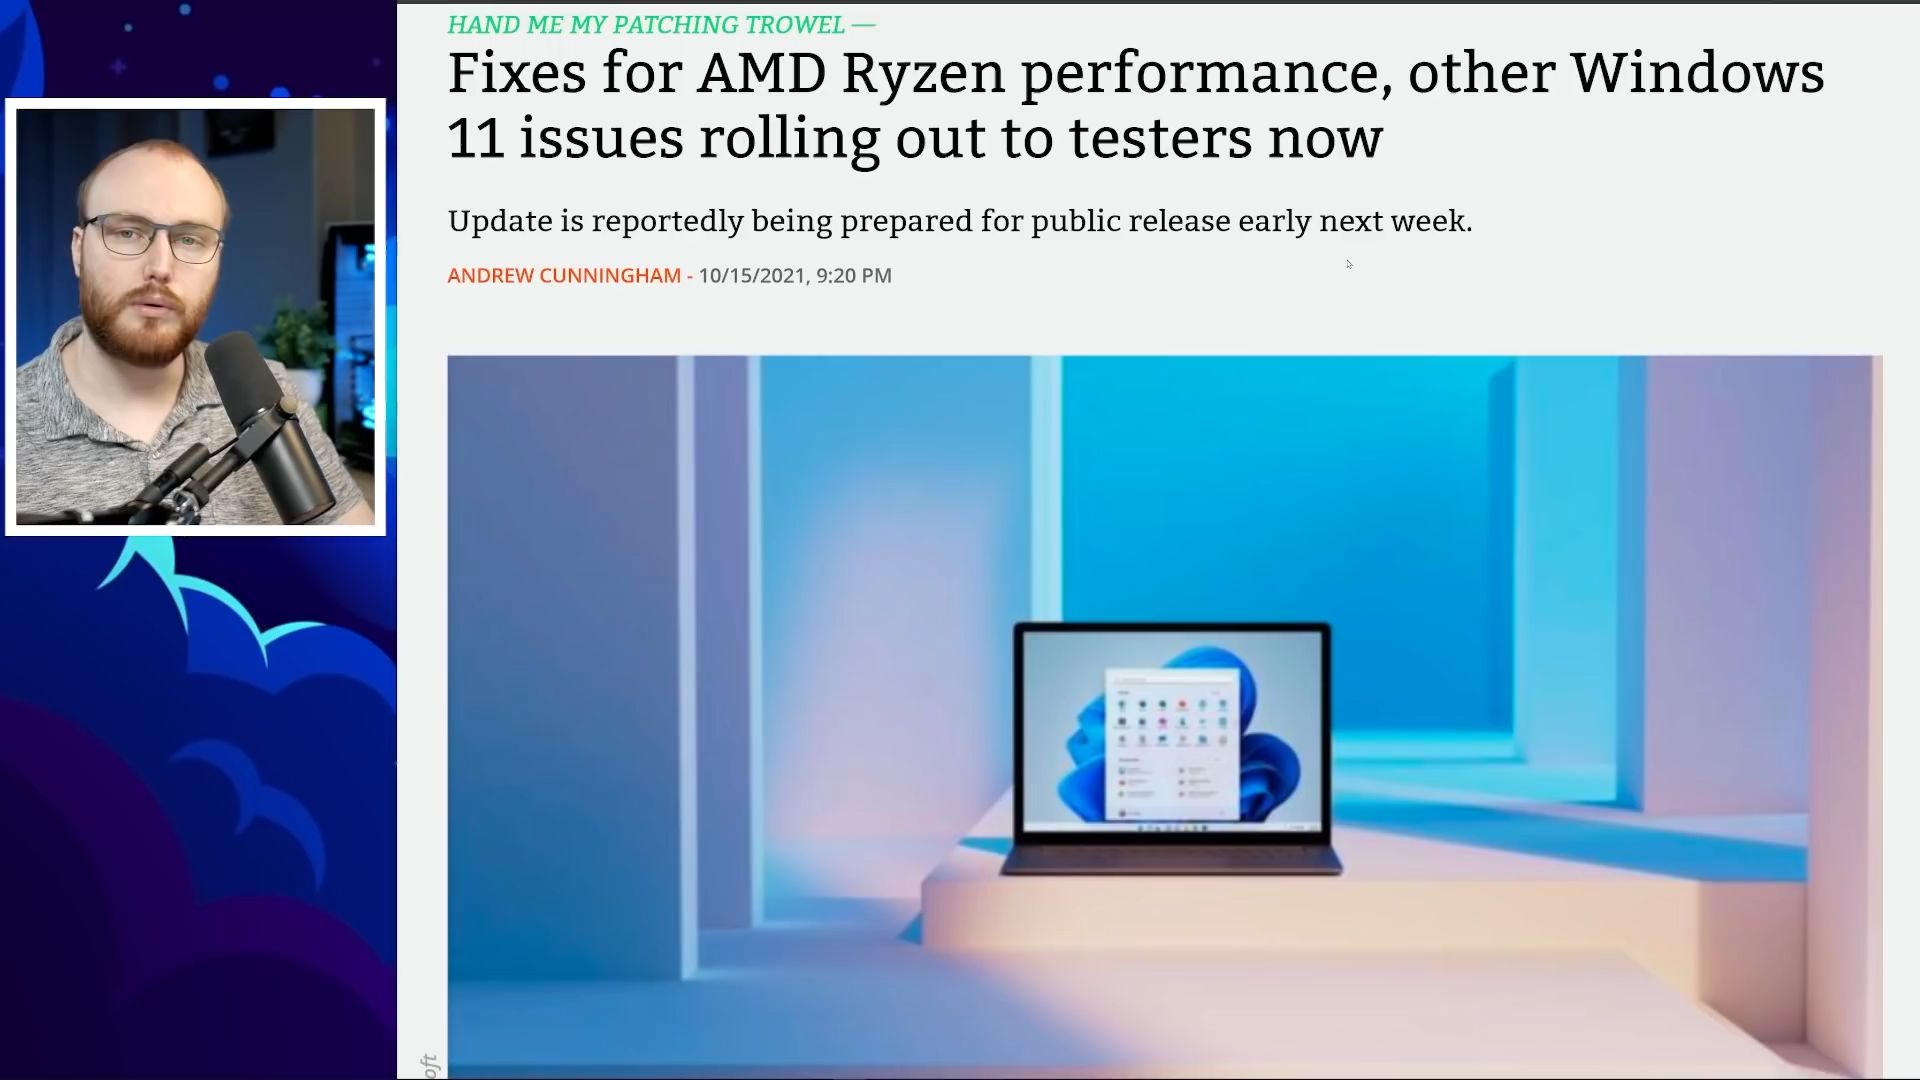 HAND ME MY PATCHING TROWEL —
Fixes for AMD Ryzen performance, other Windows
11 issues rolling out to testers now
Update is reportedly being prepared for public release early next week.
ANDREW CUNNINGHAM - 10/15/2021, 9:20 PM
oft